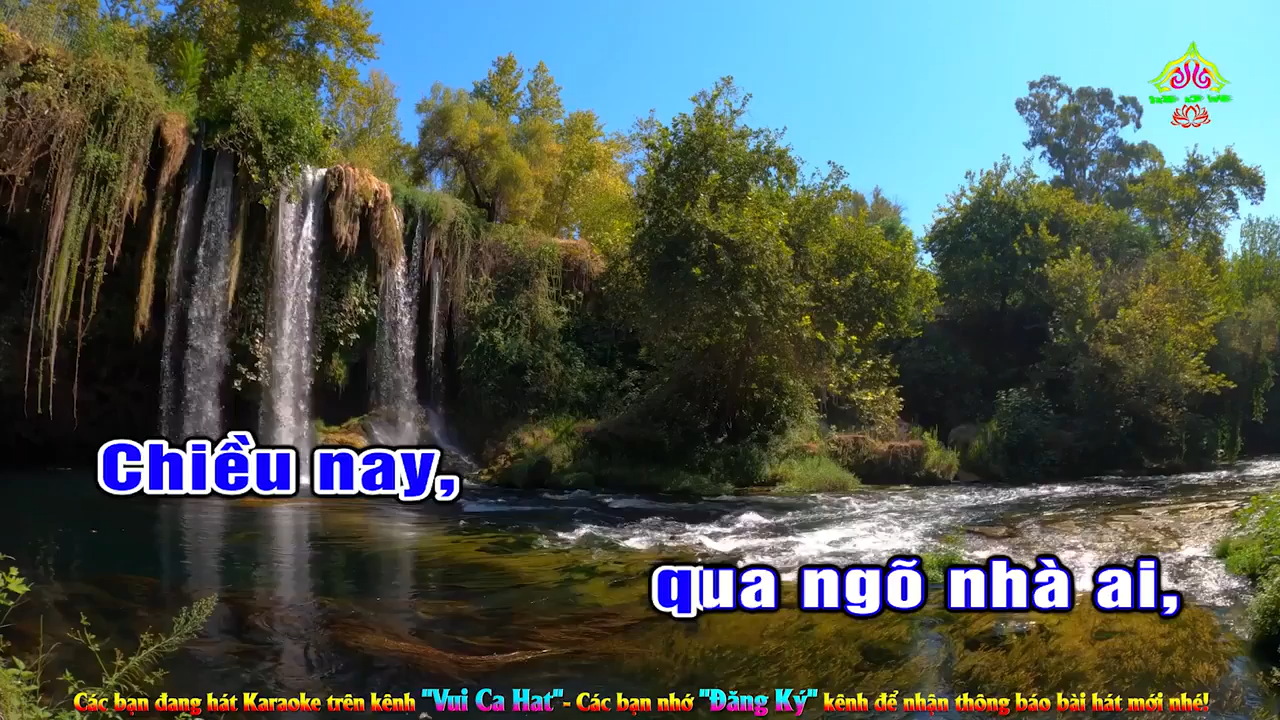 Chiều nay,
qua ngõ nhà ai,
Các bạn đang hát Karaoke trên kênh "Vui Ca Hat" - Các bạn nhớ "Đăng Ký" kênh để nhận thông báo bài hát mới nhé!